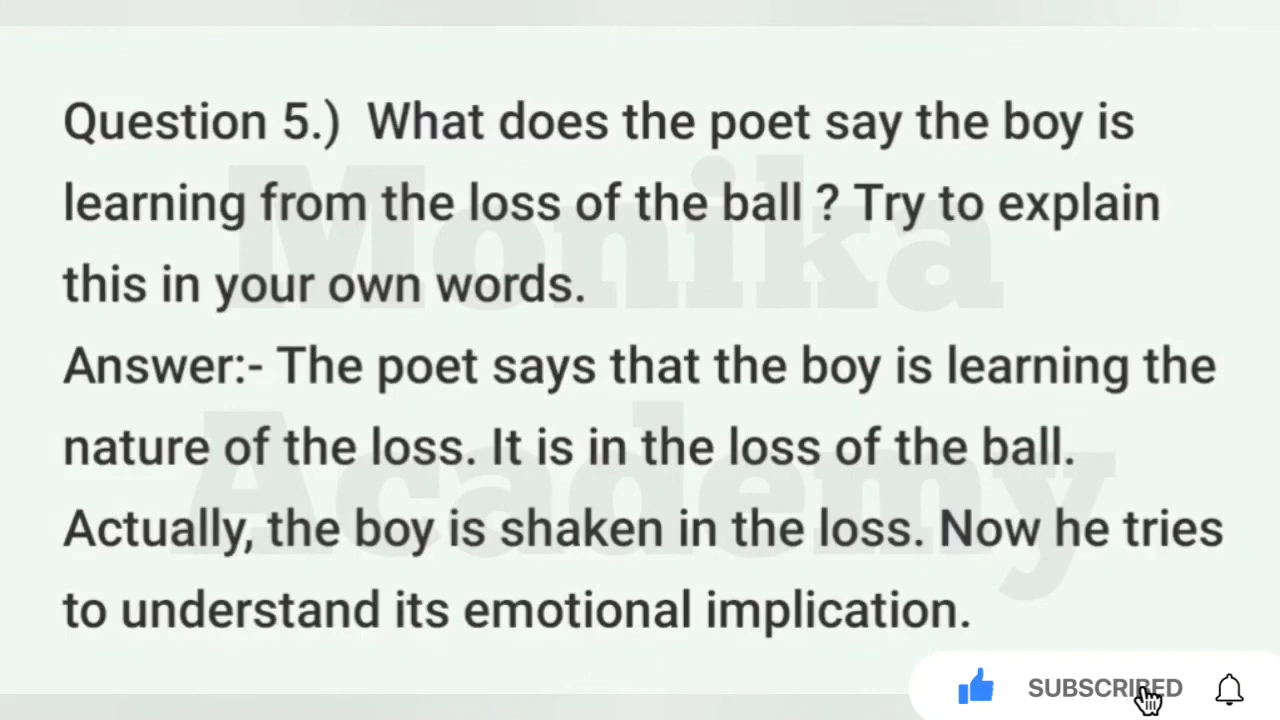 Question 5.) What does the poet say the boy is
learning from the loss of the ball ? Try to explain
this in your own words.
Answer:- The poet says that the boy is learning the
nature of the loss. It is in the loss of the ball.
Actually, the boy is shaken in the loss. Now he tries
to understand its emotional implication.
Monika
Academy
SUBSCRIBED